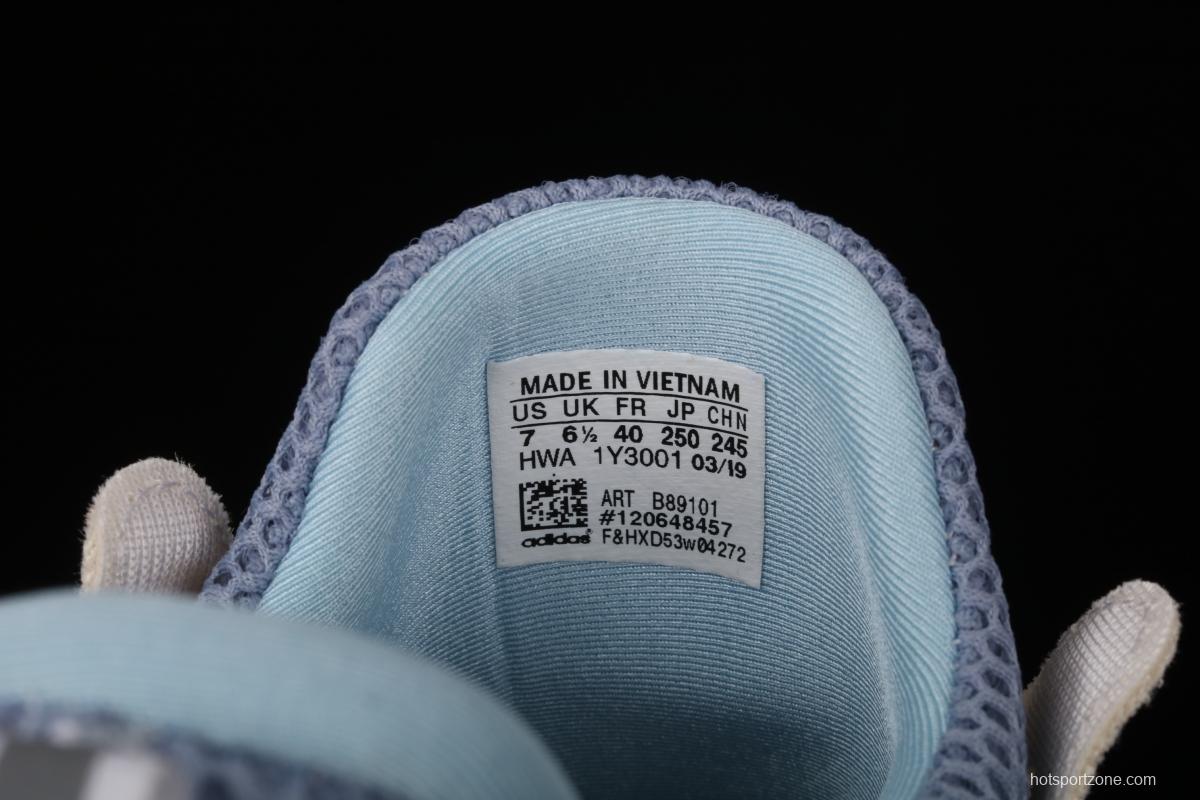 MADE IN VIETNAM
US UK FR JP CHN
7 6½ 40 250 245
HWA 1Y3001 03/19
ART B89101
#120648457
adidas F&HXD53w04272
hotsportzone.com